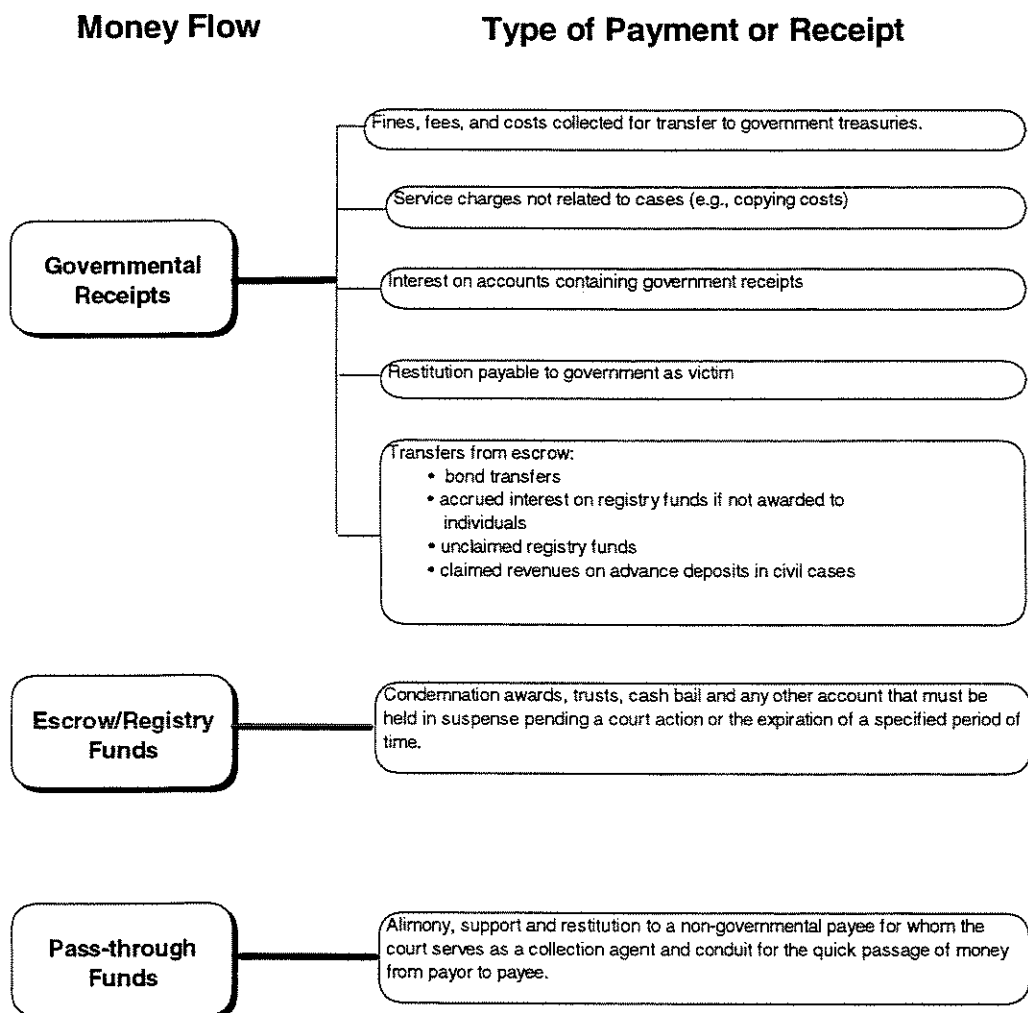 Money Flow
Type of Payment or Receipt
Governmental
Receipts
Fines, fees, and costs collected for transfer to government treasuries.
Service charges not related to cases (e.g., copying costs)
Interest on accounts containing government receipts
Restitution payable to government as victim
Transfers from escrow:
• bond transfers
• accrued interest on registry funds if not awarded to
individuals
• unclaimed registry funds
• claimed revenues on advance deposits in civil cases
Escrow/Registry
Funds
Condemnation awards, trusts, cash bail and any other account that must be
held in suspense pending a court action or the expiration of a specified period of
time.
Pass-through
Funds
Alimony, support and restitution to a non-governmental payee for whom the
court serves as a collection agent and conduit for the quick passage of money
from payor to payee.